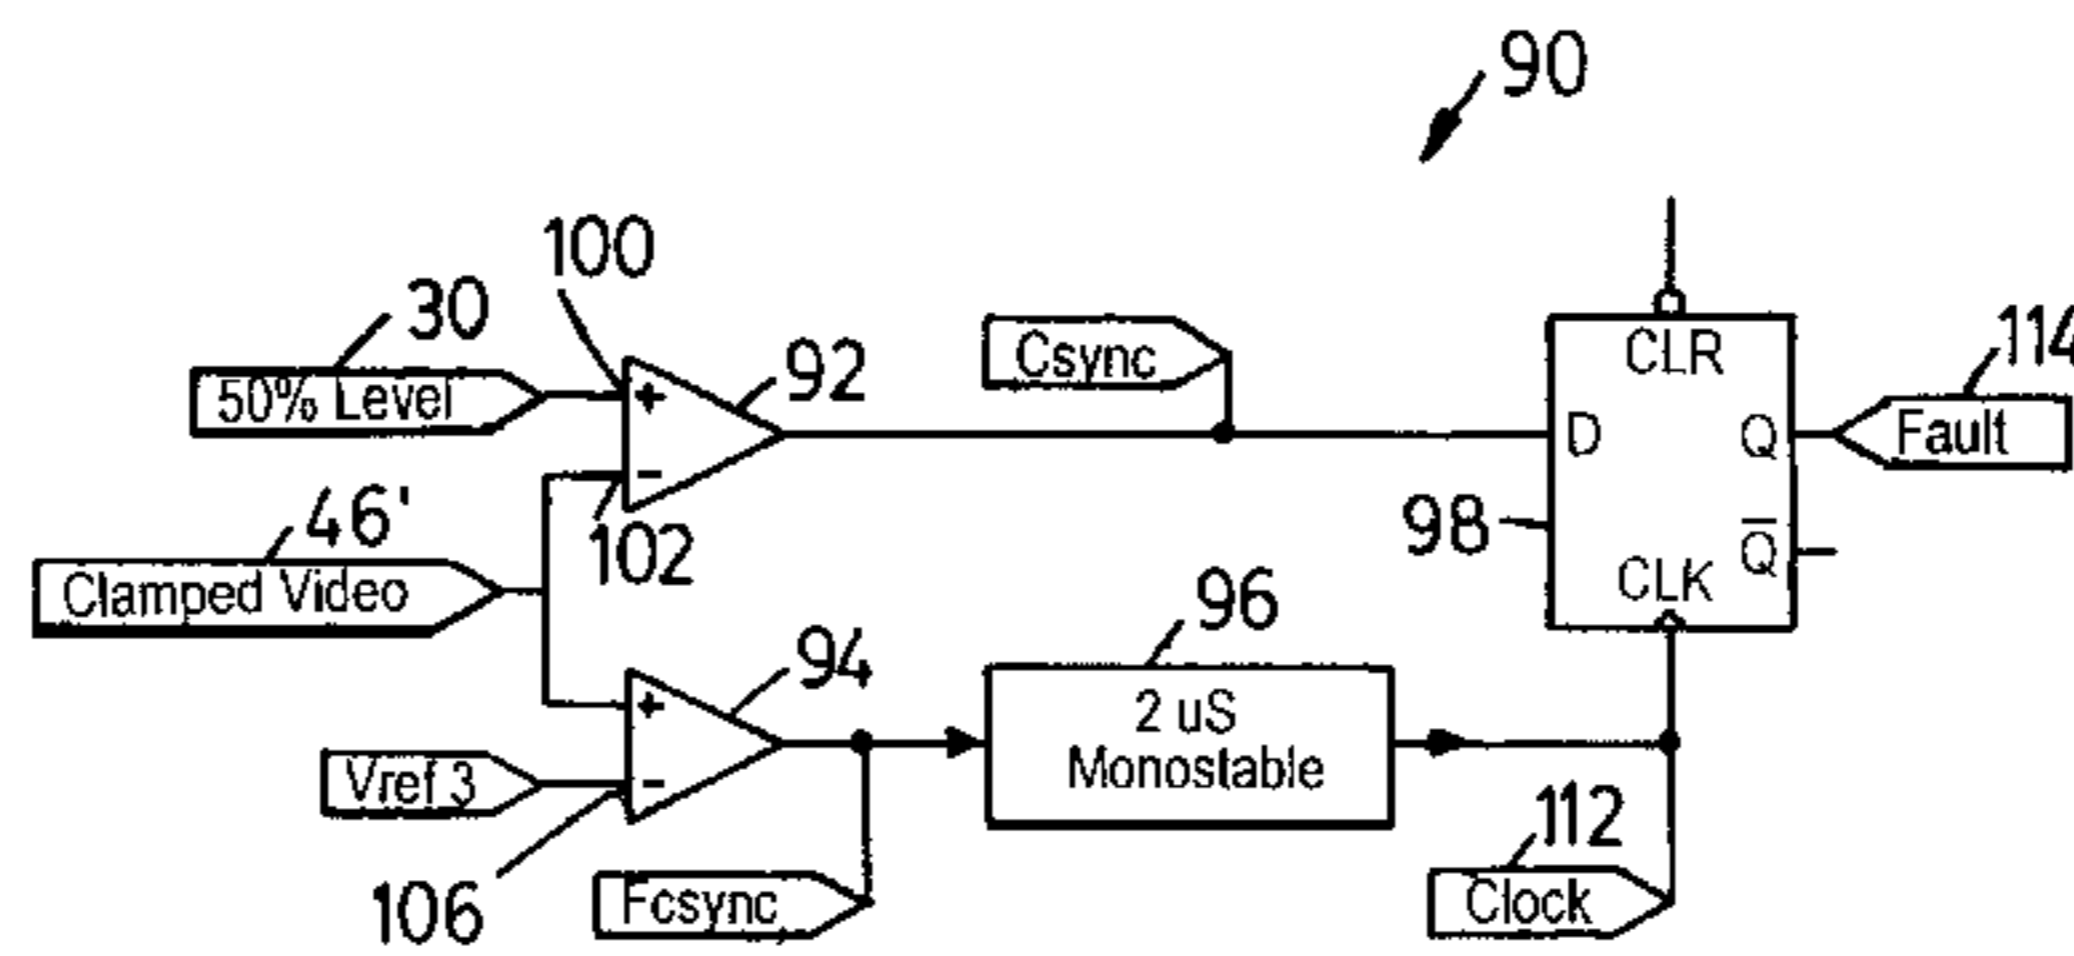 90
100
30
50% Level
+
92
Csync
CLR
114
D
Q
Fault
-
102
46'
Clamped Video
98
Q̅
CLK
96
94
+
2 uS
Monostable
Vref 3
-
106
112
Fcsync
Clock